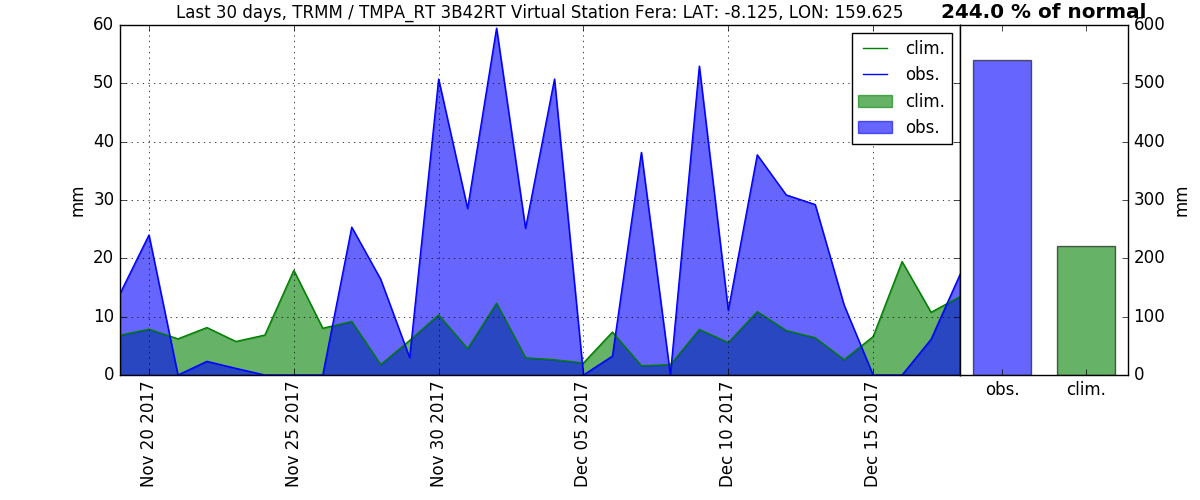 Last 30 days, TRMM / TMPA_RT 3B42RT Virtual Station Fera: LAT: -8.125, LON: 159.625
244.0 % of normal
60
50
40
30
20
10
0
mm
clim.
obs.
clim.
obs.
Nov 20 2017
Nov 25 2017
Nov 30 2017
Dec 05 2017
Dec 10 2017
Dec 15 2017
600
500
400
300
200
100
0
mm
obs.
clim.